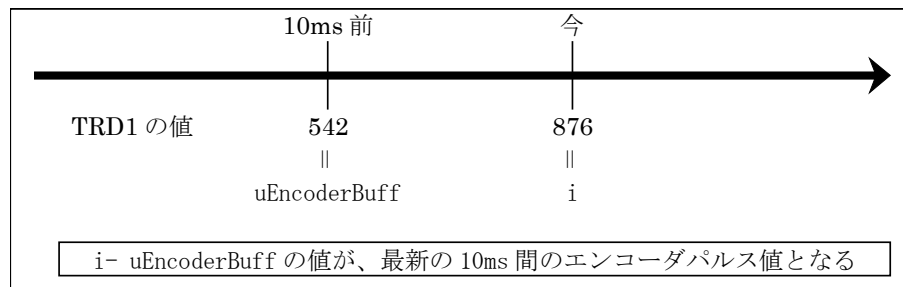 10ms 前 今
TRD1 の値 542 876
‖ ‖
uEncoderBuff i
i- uEncoderBuff の値が、最新の 10ms 間のエンコーダパルス値となる